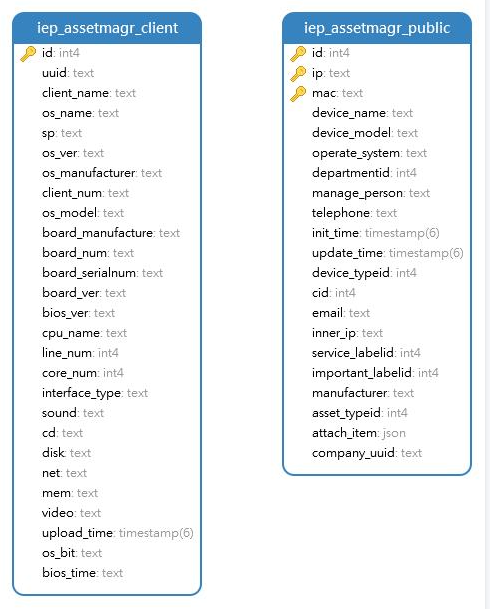 iep_assetmagr_client
id: int4
uuid: text
client_name: text
os_name: text
sp: text
os_ver: text
os_manufacturer: text
client_num: text
os_model: text
board_manufacture: text
board_num: text
board_serialnum: text
board_ver: text
bios_ver: text
cpu_name: text
line_num: int4
core_num: int4
interface_type: text
sound: text
cd: text
disk: text
net: text
mem: text
video: text
upload_time: timestamp(6)
os_bit: text
bios_time: text
iep_assetmagr_public
id: int4
ip: text
mac: text
device_name: text
device_model: text
operate_system: text
departmentid: int4
manage_person: text
telephone: text
init_time: timestamp(6)
update_time: timestamp(6)
device_typeid: int4
cid: int4
email: text
inner_ip: text
service_labelid: int4
important_labelid: int4
manufacturer: text
asset_typeid: int4
attach_item: json
company_uuid: text